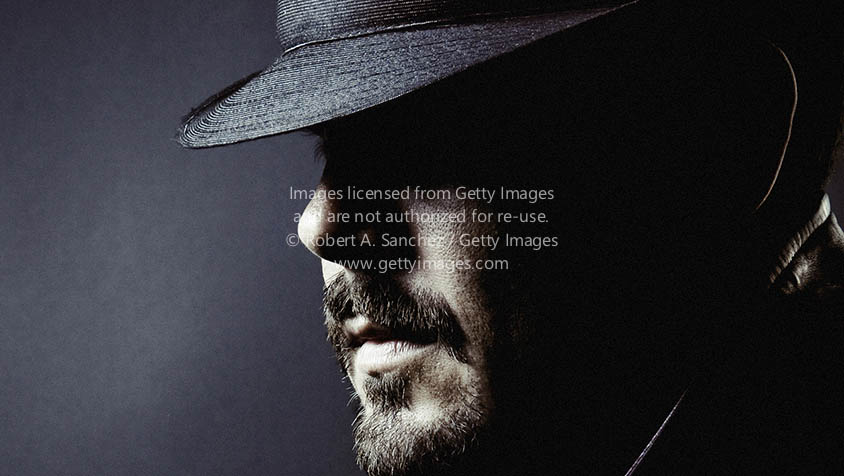 Images licensed from Getty Images
and are not authorized for re-use.
© Robert A. Sanchez / Getty Images
www.gettyimages.com